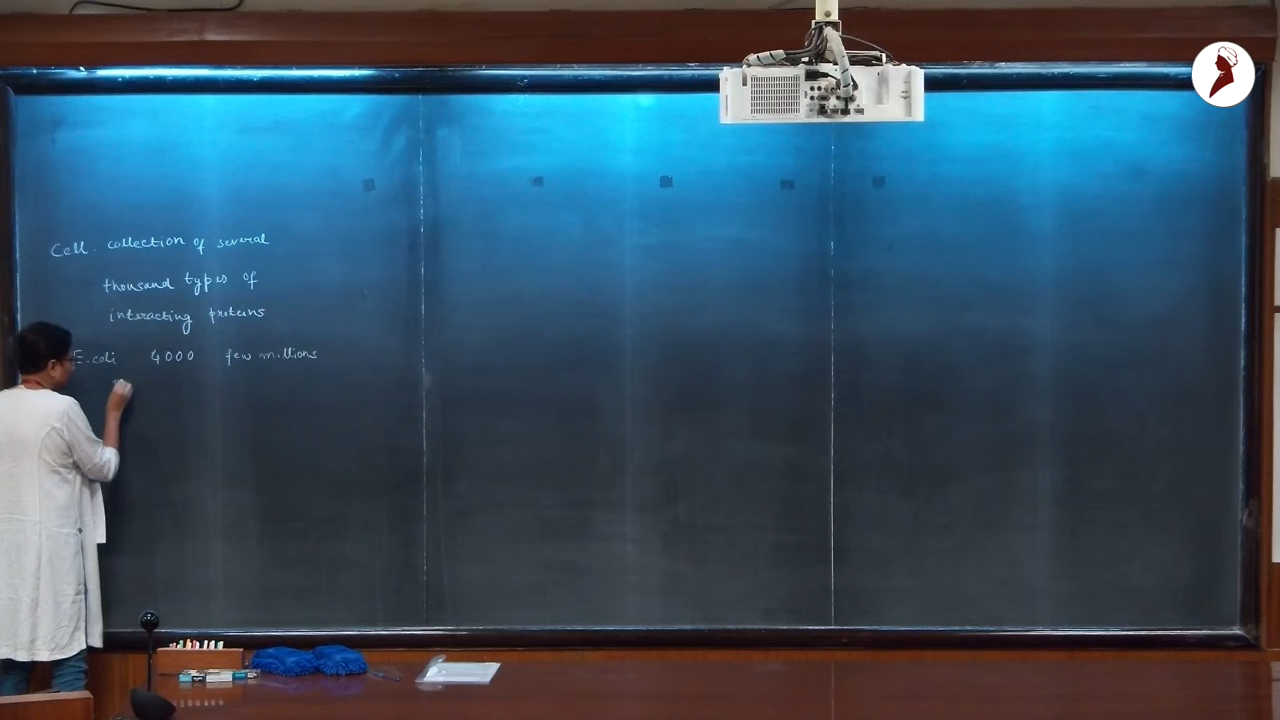 Cell. collection of several
thousand types of
interacting proteins
E.coli 4000 few millions